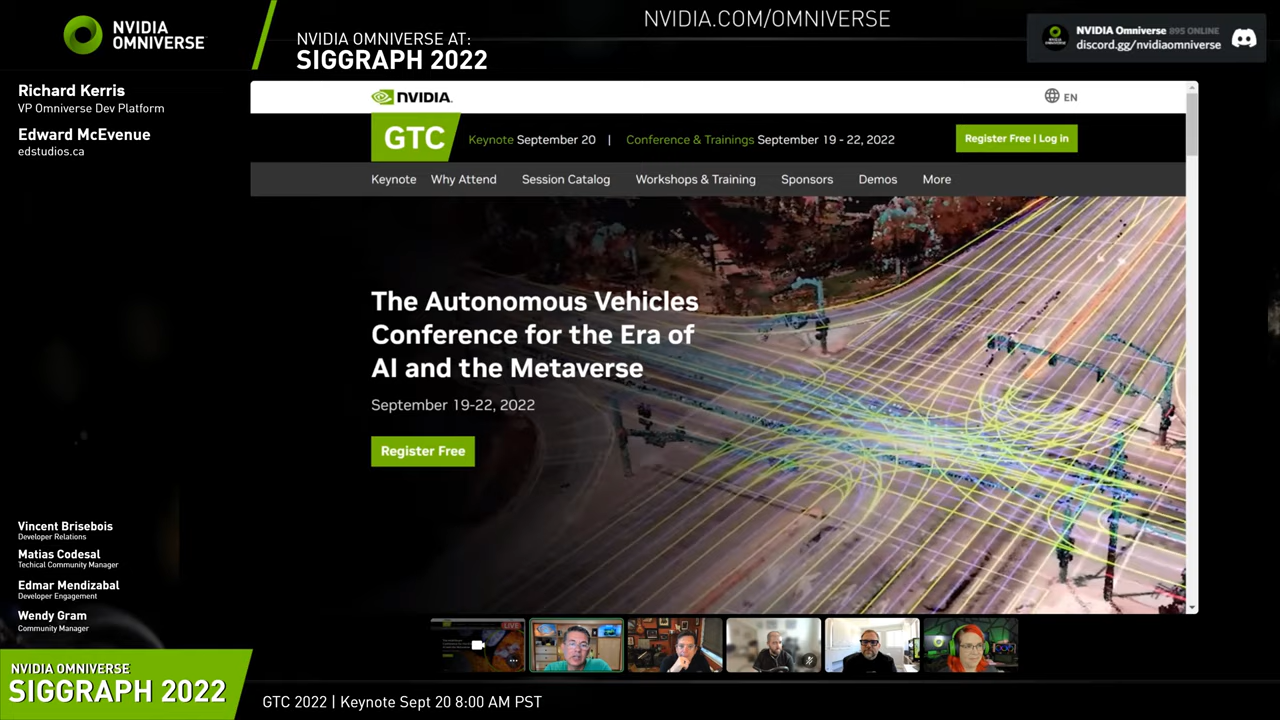 NVIDIA
OMNIVERSE
NVIDIA OMNIVERSE AT:
SIGGRAPH 2022
NVIDIA.COM/OMNIVERSE
NVIDIA Omniverse 895 ONLINE
discord.gg/nvidiaomniverse
Richard Kerris
VP Omniverse Dev Platform
Edward McEvenue
edstudios.ca
NVIDIA.
EN
GTC
Keynote September 20 | Conference & Trainings September 19 - 22, 2022
Register Free | Log in
Keynote Why Attend Session Catalog Workshops & Training Sponsors Demos More
The Autonomous Vehicles
Conference for the Era of
AI and the Metaverse
September 19-22, 2022
Register Free
Vincent Brisebois
Developer Relations
Matias Codesal
Techical Community Manager
Edmar Mendizabal
Developer Engagement
Wendy Gram
Community Manager
LIVE
NVIDIA OMNIVERSE
SIGGRAPH 2022
GTC 2022 | Keynote Sept 20 8:00 AM PST